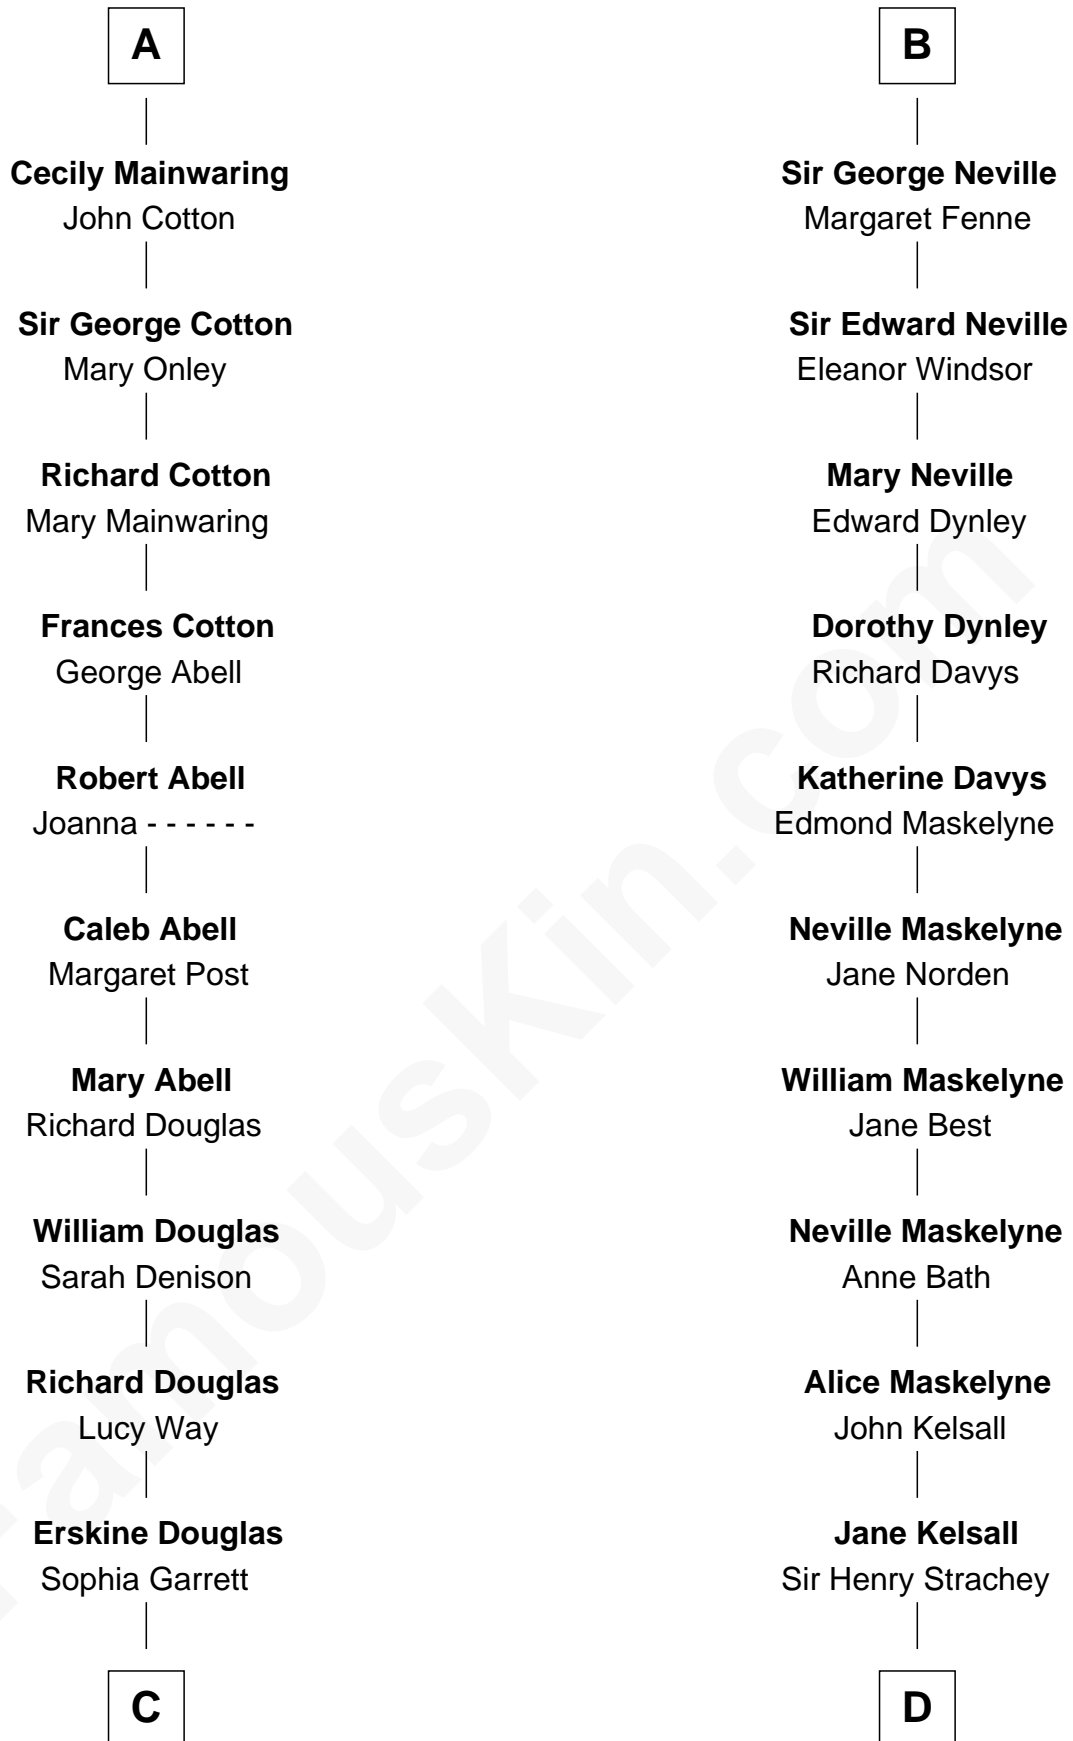 A
Cecily Mainwaring
John Cotton
Sir George Cotton
Mary Onley
Richard Cotton
Mary Mainwaring
Frances Cotton
George Abell
Robert Abell
Joanna - - - - - -
Caleb Abell
Margaret Post
Mary Abell
Richard Douglas
William Douglas
Sarah Denison
Richard Douglas
Lucy Way
Erskine Douglas
Sophia Garrett
C
B
Sir George Neville
Margaret Fenne
Sir Edward Neville
Eleanor Windsor
Mary Neville
Edward Dynley
Dorothy Dynley
Richard Davys
Katherine Davys
Edmond Maskelyne
Neville Maskelyne
Jane Norden
William Maskelyne
Jane Best
Neville Maskelyne
Anne Bath
Alice Maskelyne
John Kelsall
Jane Kelsall
Sir Henry Strachey
D
FamousKin.com